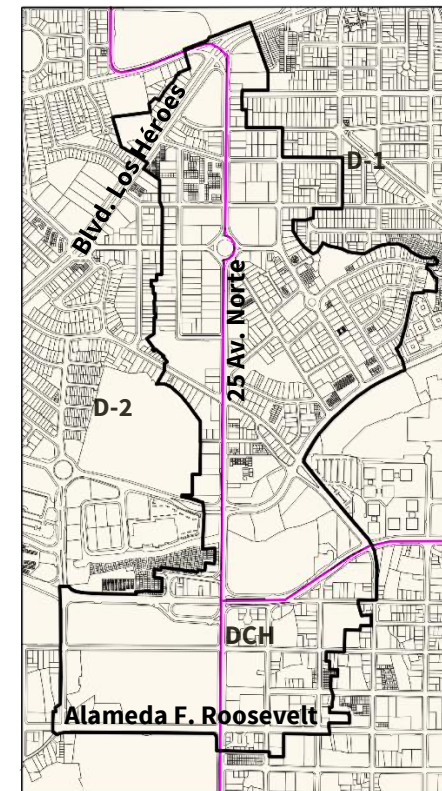 Blvd. Los Héroes
D-1
25 Av. Norte
D-2
DCH
Alameda F. Roosevelt